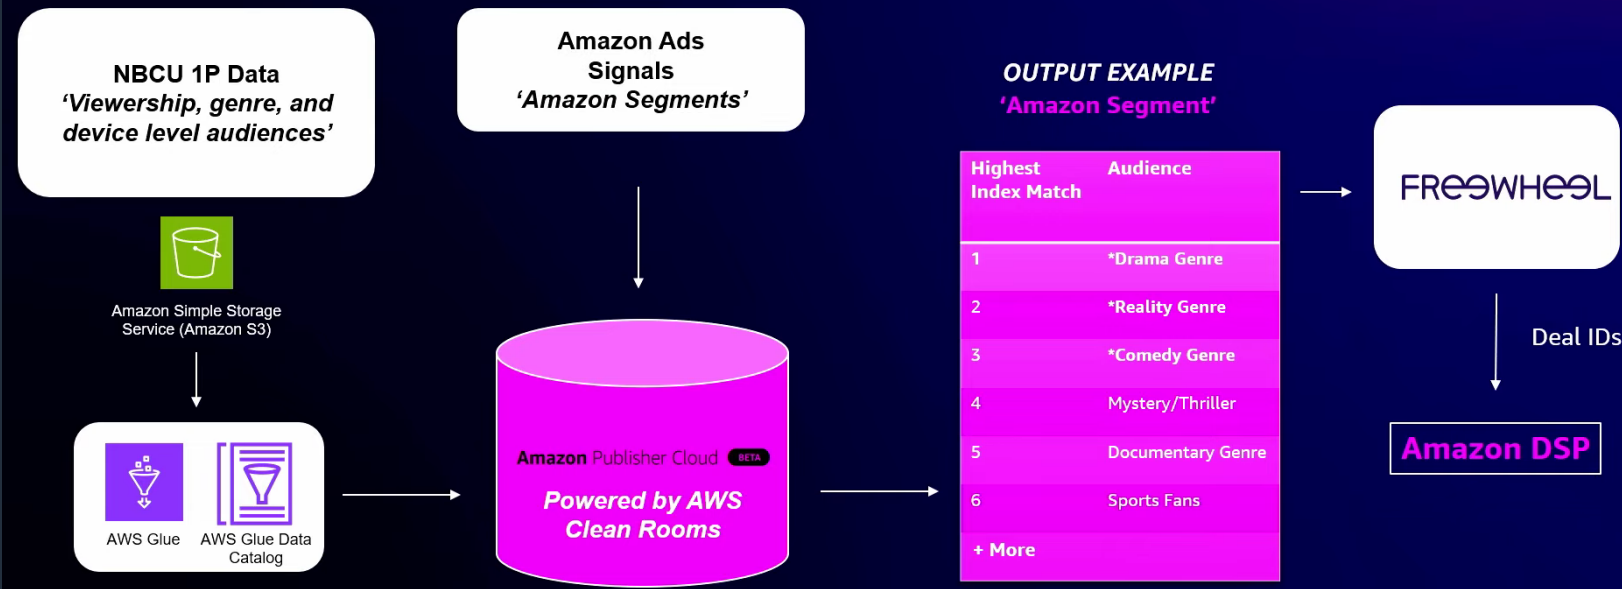 NBCU 1P Data
‘Viewership, genre, and
device level audiences’
Amazon Simple Storage
Service (Amazon S3)
AWS Glue
AWS Glue Data
Catalog
Amazon Ads
Signals
‘Amazon Segments’
Amazon Publisher Cloud BETA
Powered by AWS
Clean Rooms
OUTPUT EXAMPLE
‘Amazon Segment’
Highest Audience
Index Match
1 *Drama Genre
2 *Reality Genre
3 *Comedy Genre
4 Mystery/Thriller
5 Documentary Genre
6 Sports Fans
+ More
FREEWHEEL
Deal IDs
Amazon DSP